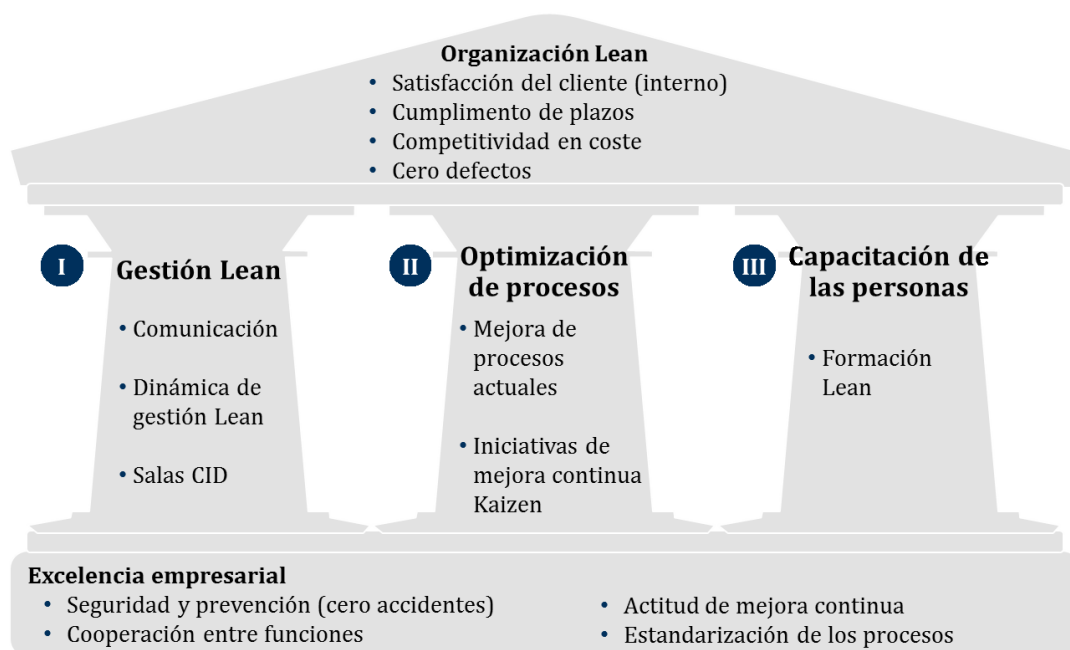 Organización Lean
• Satisfacción del cliente (interno)
• Cumplimento de plazos
• Competitividad en coste
• Cero defectos
I
Gestión Lean
• Comunicación
• Dinámica de
gestión Lean
• Salas CID
II
Optimización
de procesos
• Mejora de
procesos
actuales
• Iniciativas de
mejora continua
Kaizen
III
Capacitación de
las personas
• Formación
Lean
Excelencia empresarial
• Seguridad y prevención (cero accidentes)
• Cooperación entre funciones
• Actitud de mejora continua
• Estandarización de los procesos